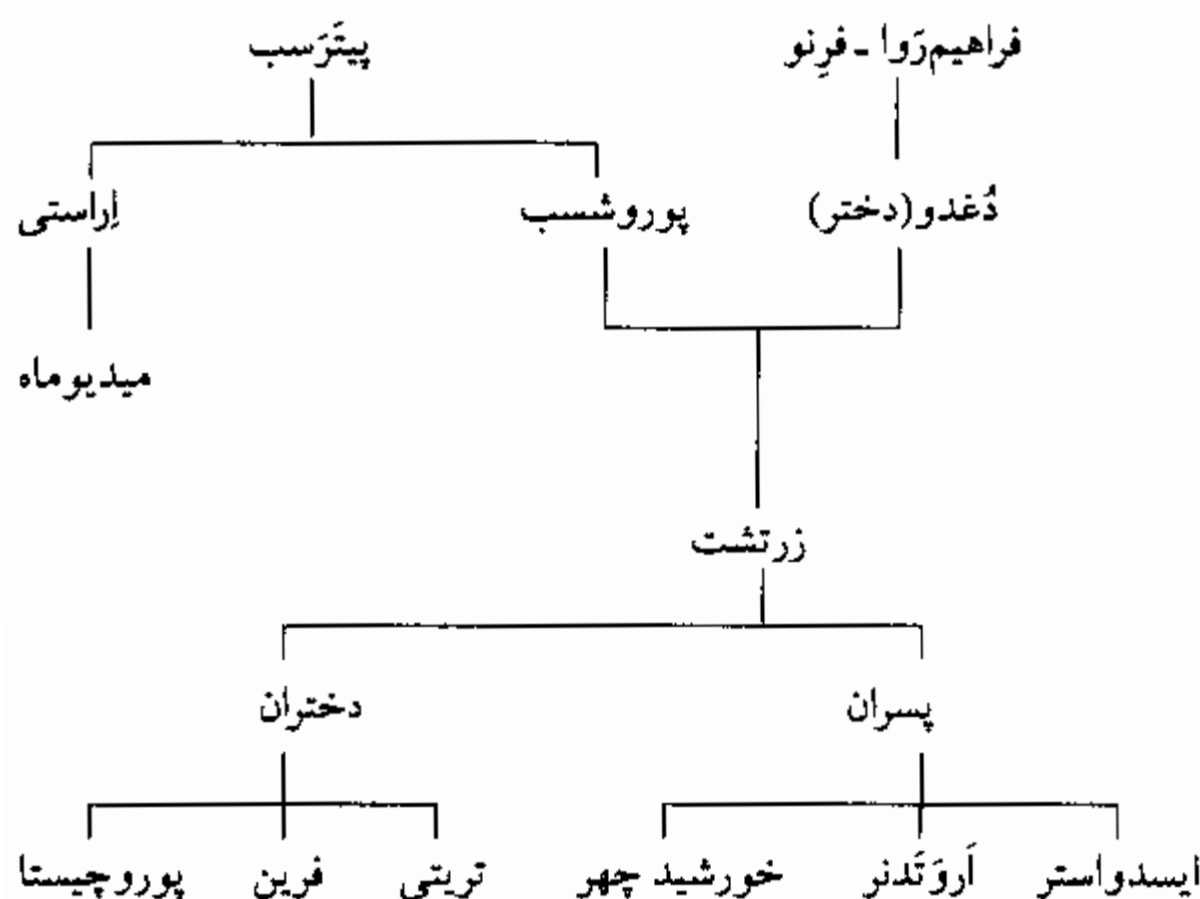 فراهیم‌رَوا ـ فرِنو پیتَرَسب
دُغدو (دختر) پوروشسب اِراستی
میدیوماه
زرتشت
پسران دختران
ایسدواستر اَروَتَدنر خورشید چهر تریتی فرین پوروچیستا